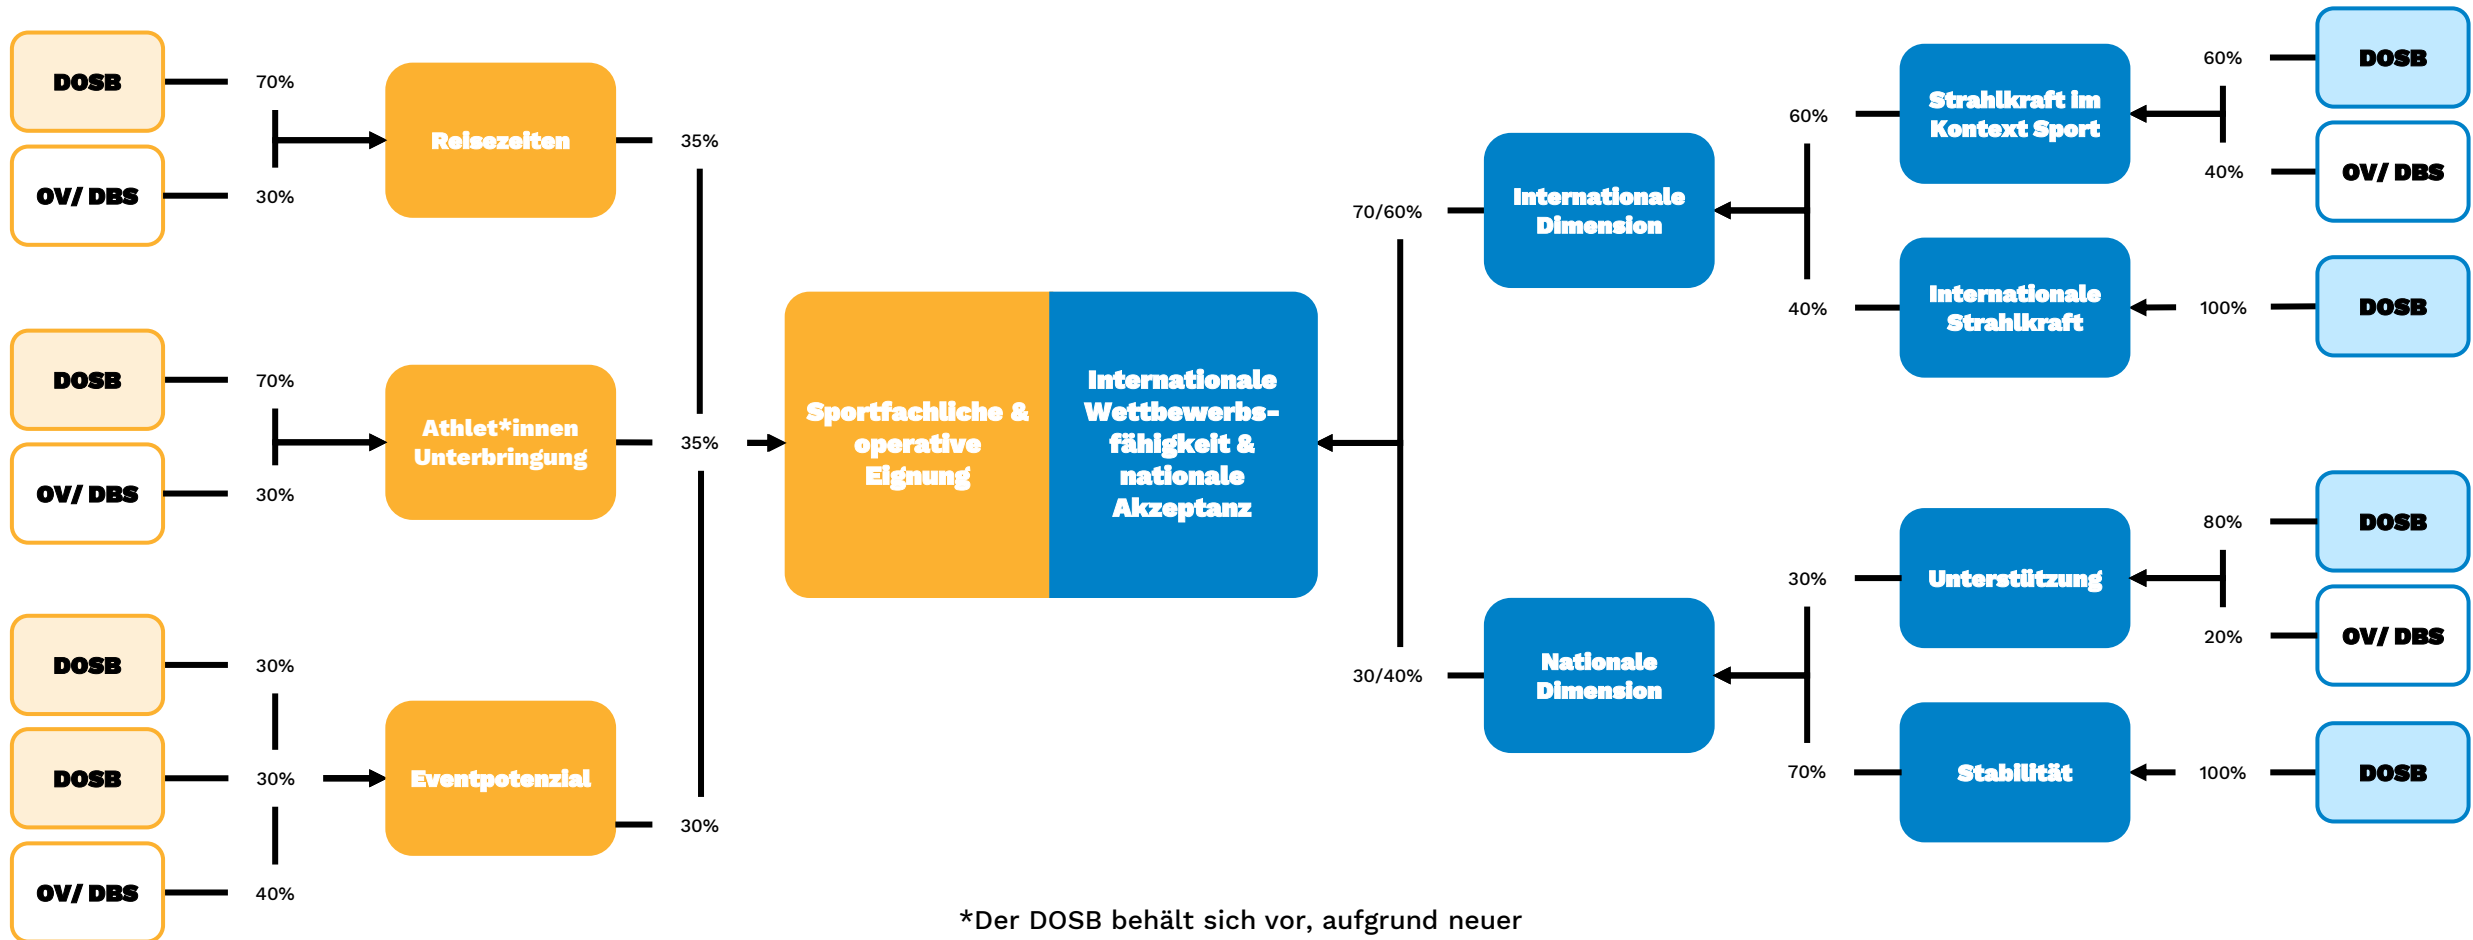 DOSB
70%
OV/ DBS
30%
Reisezeiten
35%
DOSB
70%
OV/ DBS
30%
Athlet*innen
Unterbringung
35%
DOSB
30%
DOSB
30%
OV/ DBS
40%
Eventpotenzial
30%
Sportfachliche &
operative
Eignung
Internationale
Wettbewerbs-
fähigkeit &
nationale
Akzeptanz
70/60%
Internationale
Dimension
60%
Strahlkraft im
Kontext Sport
60%
DOSB
40%
OV/ DBS
40%
Internationale
Strahlkraft
100%
DOSB
30/40%
Nationale
Dimension
30%
Unterstützung
80%
DOSB
20%
OV/ DBS
70%
Stabilität
100%
DOSB
*Der DOSB behält sich vor, aufgrund neuer